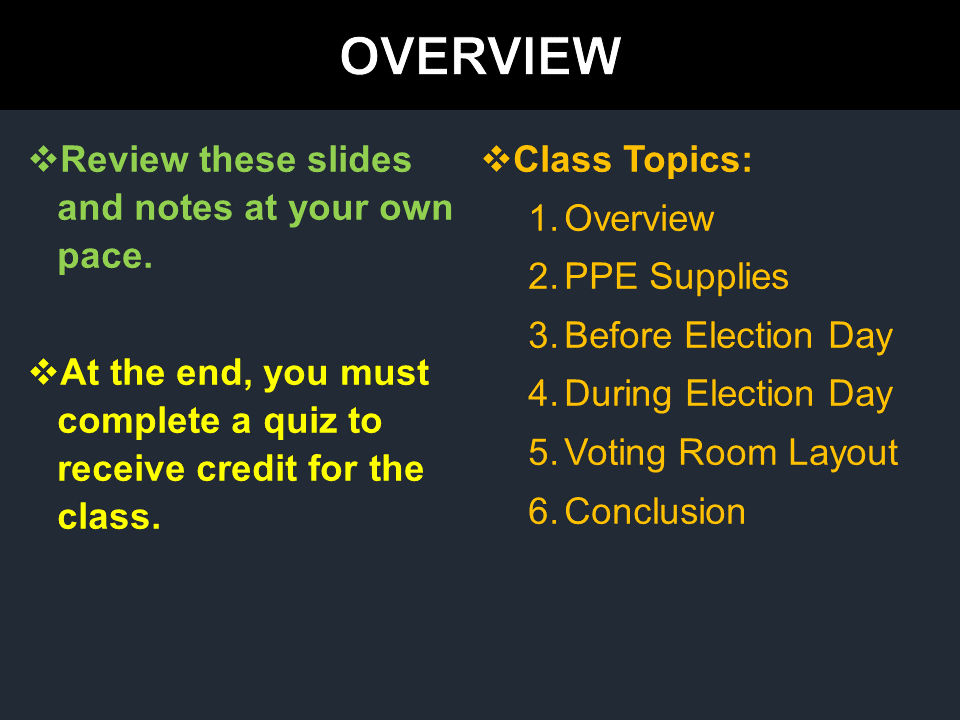 OVERVIEW
❖Review these slides
and notes at your own
pace.
❖At the end, you must
complete a quiz to
receive credit for the
class.
❖Class Topics:
1.Overview
2.PPE Supplies
3.Before Election Day
4.During Election Day
5.Voting Room Layout
6.Conclusion